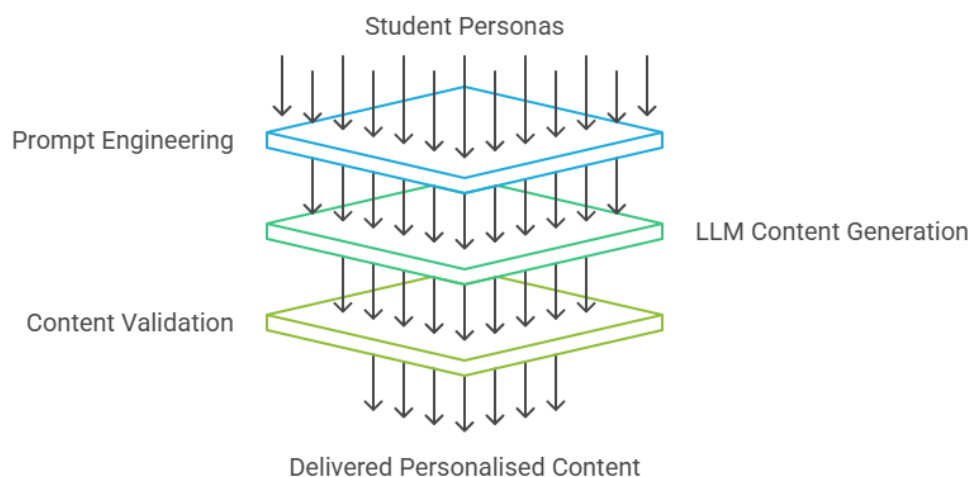 Student Personas
Prompt Engineering
LLM Content Generation
Content Validation
Delivered Personalised Content